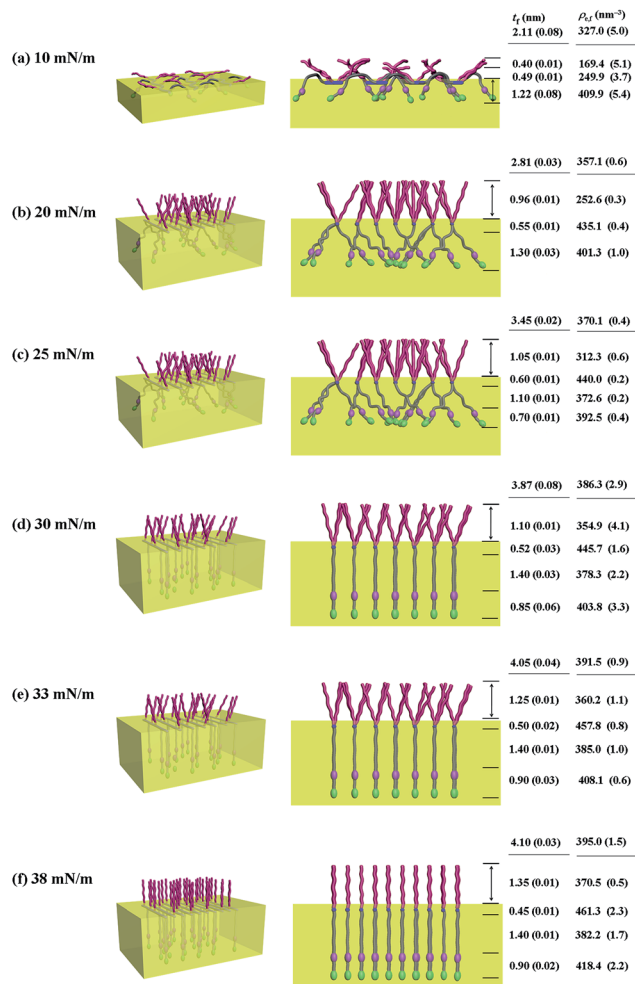 t_f (nm) ρ_e,f (nm⁻³)
2.11 (0.08) 327.0 (5.0)
(a) 10 mN/m
0.40 (0.01) 169.4 (5.1)
0.49 (0.01) 249.9 (3.7)
1.22 (0.08) 409.9 (5.4)
2.81 (0.03) 357.1 (0.6)
(b) 20 mN/m
0.96 (0.01) 252.6 (0.3)
0.55 (0.01) 435.1 (0.4)
1.30 (0.03) 401.3 (1.0)
3.45 (0.02) 370.1 (0.4)
(c) 25 mN/m
1.05 (0.01) 312.3 (0.6)
0.60 (0.01) 440.0 (0.2)
1.10 (0.01) 372.6 (0.2)
0.70 (0.01) 392.5 (0.4)
3.87 (0.08) 386.3 (2.9)
(d) 30 mN/m
1.10 (0.01) 354.9 (4.1)
0.52 (0.03) 445.7 (1.6)
1.40 (0.03) 378.3 (2.2)
0.85 (0.06) 403.8 (3.3)
4.05 (0.04) 391.5 (0.9)
(e) 33 mN/m
1.25 (0.01) 360.2 (1.1)
0.50 (0.02) 457.8 (0.8)
1.40 (0.01) 385.0 (1.0)
0.90 (0.03) 408.1 (0.6)
4.10 (0.03) 395.0 (1.5)
(f) 38 mN/m
1.35 (0.01) 370.5 (0.5)
0.45 (0.01) 461.3 (2.3)
1.40 (0.01) 382.2 (1.7)
0.90 (0.02) 418.4 (2.2)